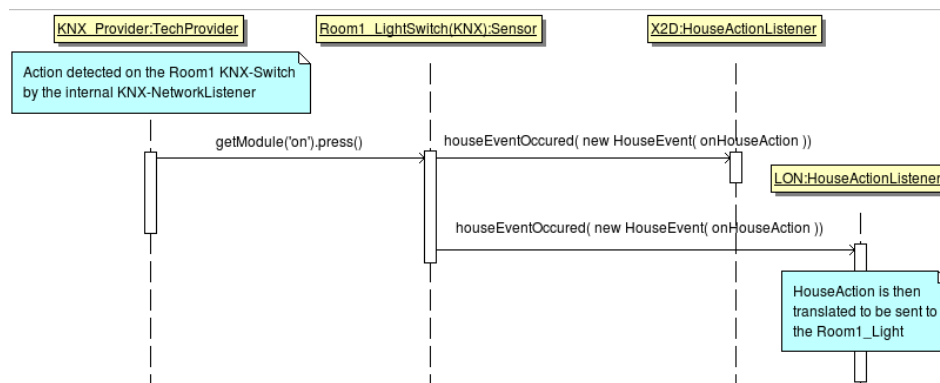 KNX_Provider:TechProvider
Room1_LightSwitch(KNX):Sensor
X2D:HouseActionListener
Action detected on the Room1 KNX-Switch
by the internal KNX-NetworkListener
getModule('on').press()
houseEventOccured( new HouseEvent( onHouseAction ))
LON:HouseActionListener
houseEventOccured( new HouseEvent( onHouseAction ))
HouseAction is then
translated to be sent to
the Room1_Light